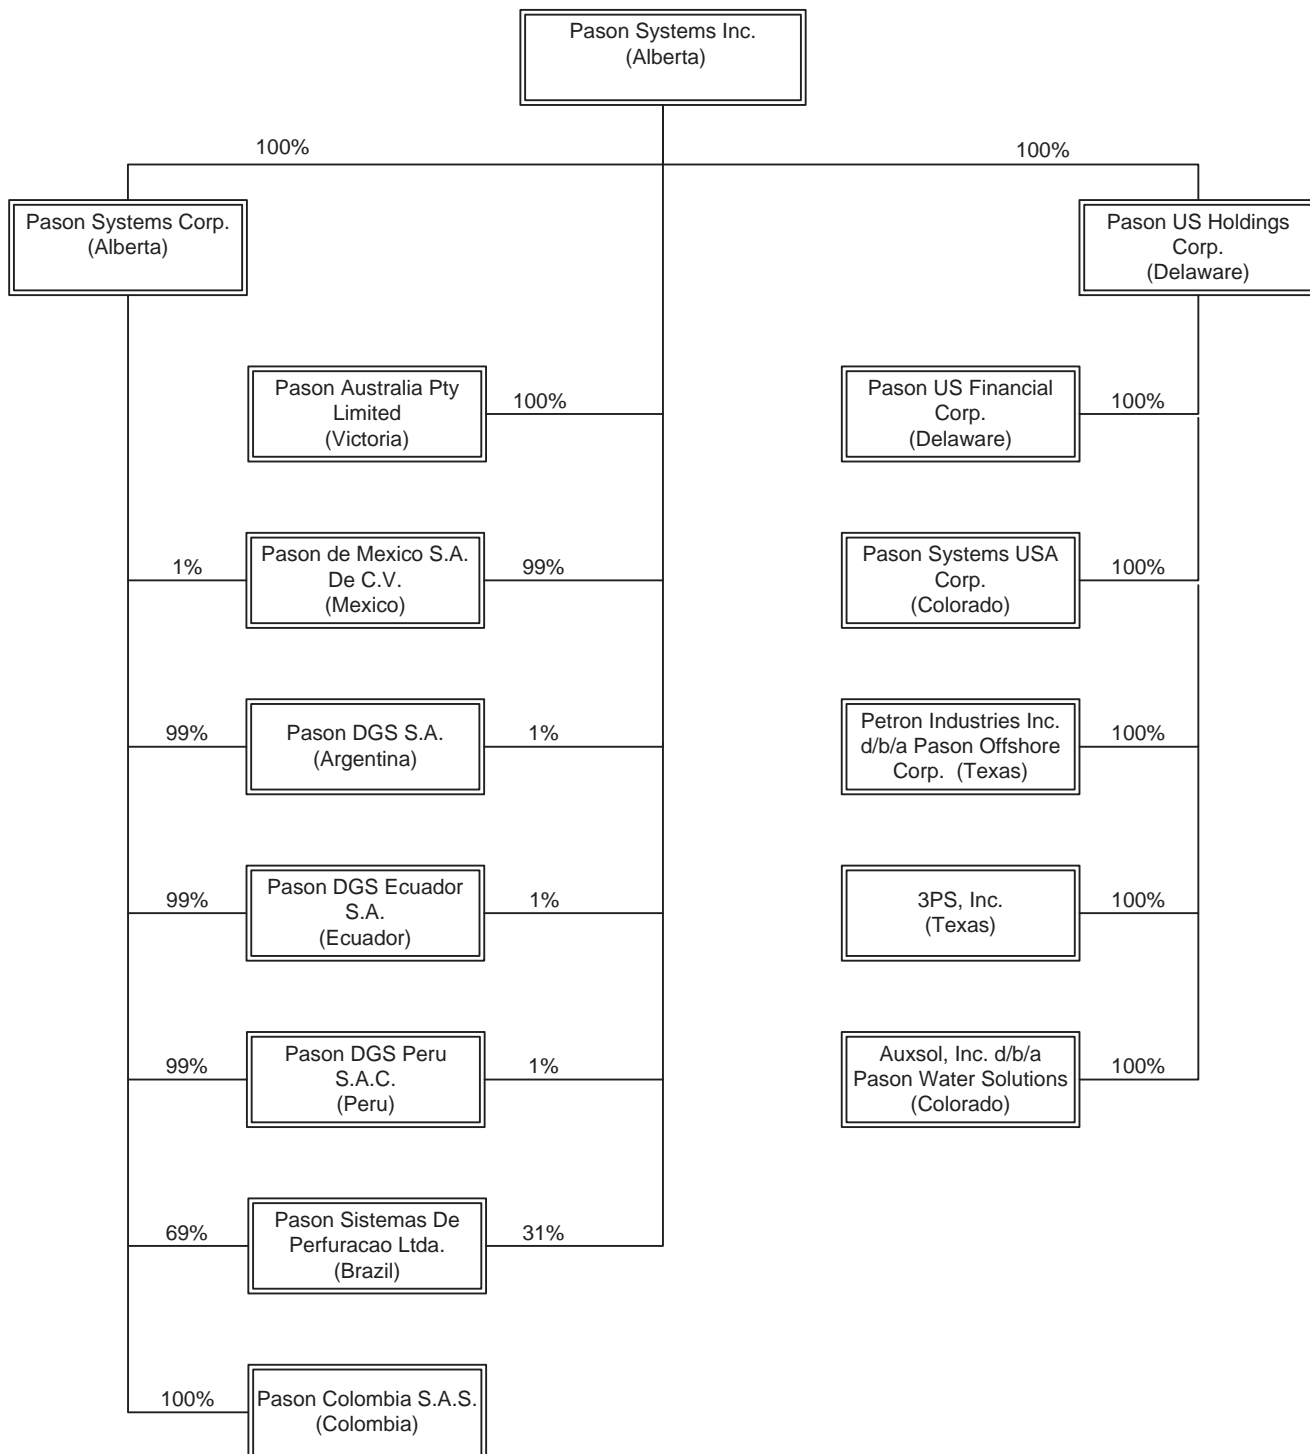 Pason Systems Inc.
(Alberta)
100%
100%
Pason Systems Corp.
(Alberta)
Pason US Holdings
Corp.
(Delaware)
Pason Australia Pty
Limited
(Victoria)
100%
Pason US Financial
Corp.
(Delaware)
100%
1%
Pason de Mexico S.A.
De C.V.
(Mexico)
99%
Pason Systems USA
Corp.
(Colorado)
100%
99%
Pason DGS S.A.
(Argentina)
1%
Petron Industries Inc.
d/b/a Pason Offshore
Corp.  (Texas)
100%
99%
Pason DGS Ecuador
S.A.
(Ecuador)
1%
3PS, Inc.
(Texas)
100%
99%
Pason DGS Peru
S.A.C.
(Peru)
1%
Auxsol, Inc. d/b/a
Pason Water Solutions
(Colorado)
100%
69%
Pason Sistemas De
Perfuracao Ltda.
(Brazil)
31%
100%
Pason Colombia S.A.S.
(Colombia)